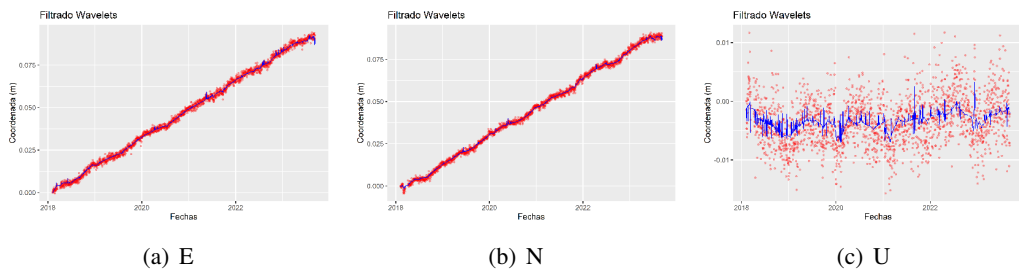 Filtrado Wavelets
Coordenada (m)
0.075
0.050
0.025
0.000
2018
2020
2022
Fechas
(a) E
Filtrado Wavelets
Coordenada (m)
0.075
0.050
0.025
0.000
2018
2020
2022
Fechas
(b) N
Filtrado Wavelets
Coordenada (m)
0.01
0.00
-0.01
2018
2020
2022
Fechas
(c) U